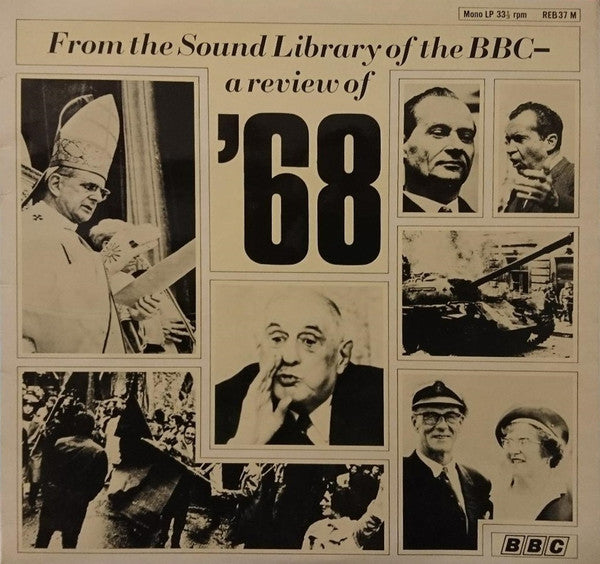 Mono LP 33⅓ rpm REB 37 M
From the Sound Library of the BBC–
a review of
'68
BBC